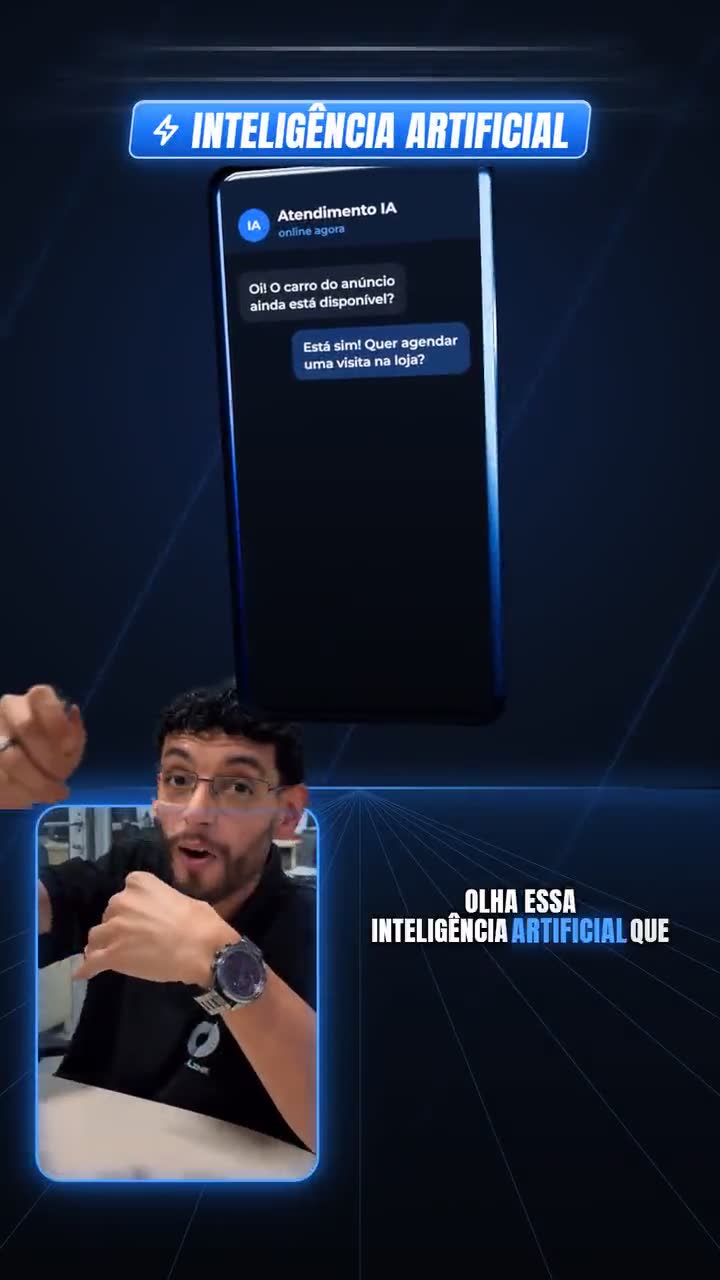 INTELIGÊNCIA ARTIFICIAL
IA
Atendimento IA
online agora
Oi! O carro do anúncio
ainda está disponível?
Está sim! Quer agendar
uma visita na loja?
OLHA ESSA
INTELIGÊNCIA ARTIFICIAL QUE